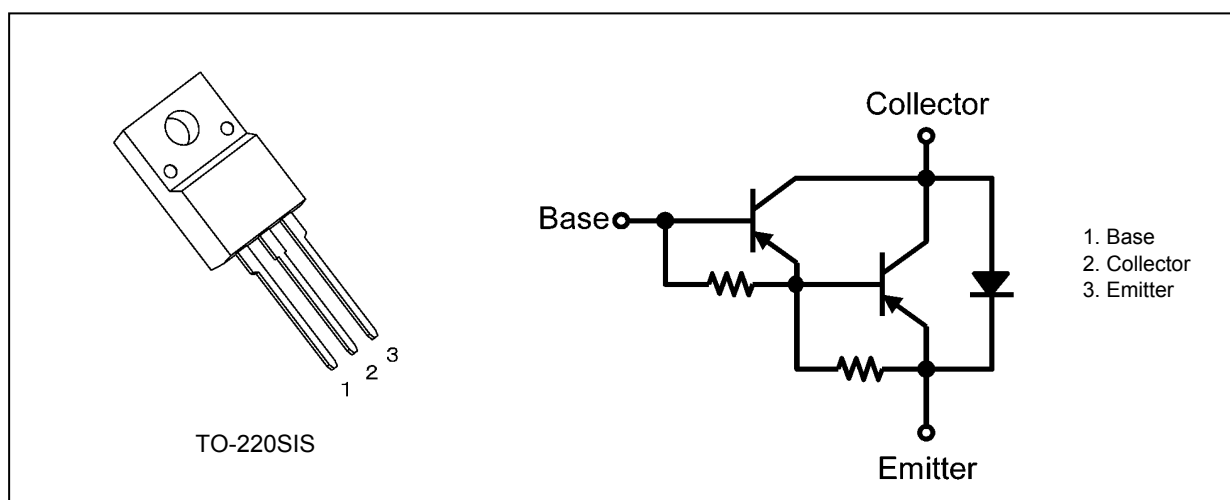 Collector
Base
1. Base
2. Collector
3. Emitter
1
2
3
TO-220SIS
Emitter